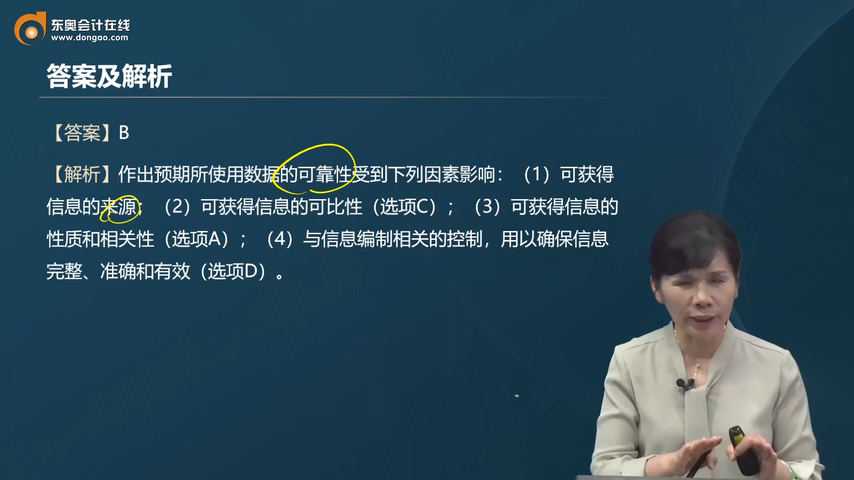 东奥会计在线
www.dongao.com
答案及解析
【答案】B
【解析】作出预期所使用数据的可靠性受到下列因素影响：（1）可获得
信息的来源；（2）可获得信息的可比性（选项C）；（3）可获得信息的
性质和相关性（选项A）；（4）与信息编制相关的控制，用以确保信息
完整、准确和有效（选项D）。